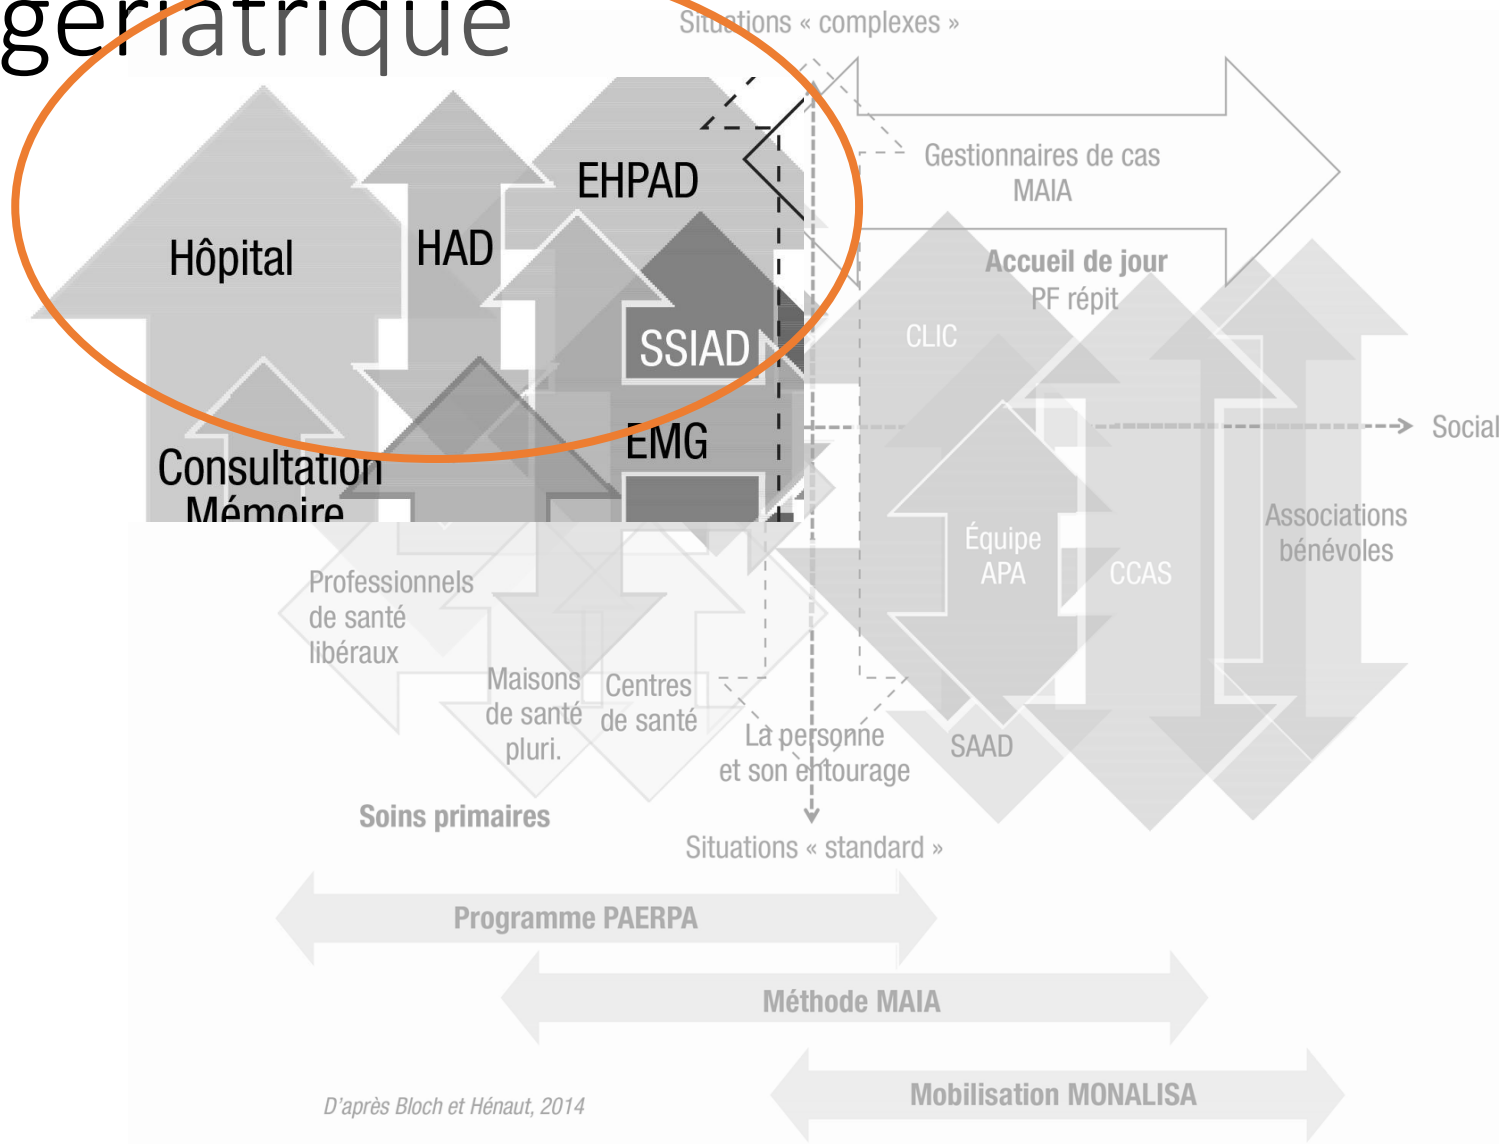 gériatrique
Situations « complexes »
Gestionnaires de cas
MAIA
EHPAD
Hôpital
HAD
Accueil de jour
PF répit
CLIC
SSIAD
Social
EMG
Consultation
Mémoire
Associations
bénévoles
Équipe
APA
CCAS
Professionnels
de santé
libéraux
Maisons
de santé
pluri.
Centres
de santé
La personne
et son entourage
SAAD
Soins primaires
Situations « standard »
Programme PAERPA
Méthode MAIA
Mobilisation MONALISA
D'après Bloch et Hénaut, 2014